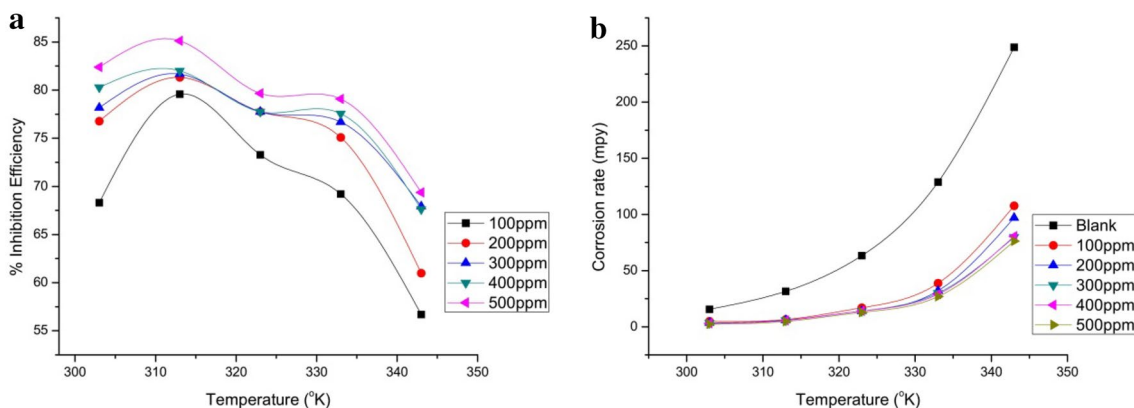 a
85
80
75
70
65
60
55
% Inhibition Efficiency
300 310 320 330 340 350
Temperature (°K)
100ppm
200ppm
300ppm
400ppm
500ppm
b
250
200
150
100
50
0
Corrosion rate (mpy)
300 310 320 330 340 350
Temperature (°K)
Blank
100ppm
200ppm
300ppm
400ppm
500ppm